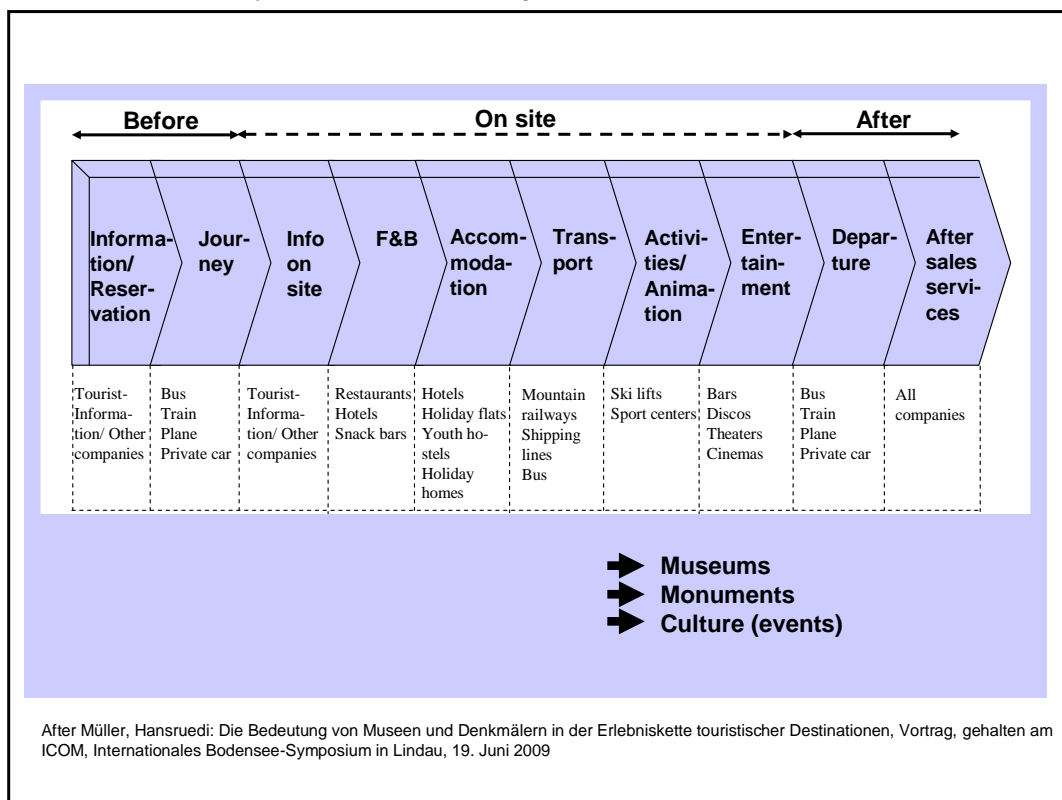 Before
On site
After
Informa-
tion/
Reser-
vation
Jour-
ney
Info
on
site
F&B
Accom-
moda-
tion
Trans-
port
Activi-
ties/
Anima-
tion
Enter-
tain-
ment
Depar-
ture
After
sales
servi-
ces
Tourist-
Informa-
tion/ Other
companies
Bus
Train
Plane
Private car
Tourist-
Informa-
tion/ Other
companies
Restaurants
Hotels
Snack bars
Hotels
Holiday flats
Youth ho-
stels
Holiday
homes
Mountain
railways
Shipping
lines
Bus
Ski lifts
Sport centers
Bars
Discos
Theaters
Cinemas
Bus
Train
Plane
Private car
All
companies
Museums
Monuments
Culture (events)
After Müller, Hansruedi: Die Bedeutung von Museen und Denkmälern in der Erlebniskette touristischer Destinationen, Vortrag, gehalten am
ICOM, Internationales Bodensee-Symposium in Lindau, 19. Juni 2009